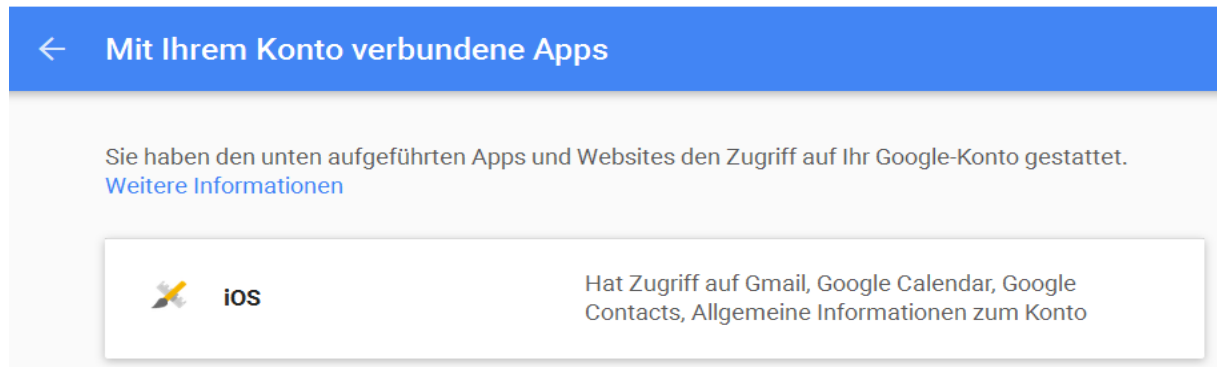 Mit Ihrem Konto verbundene Apps
Sie haben den unten aufgeführten Apps und Websites den Zugriff auf Ihr Google-Konto gestattet.
Weitere Informationen
iOS
Hat Zugriff auf Gmail, Google Calendar, Google
Contacts, Allgemeine Informationen zum Konto